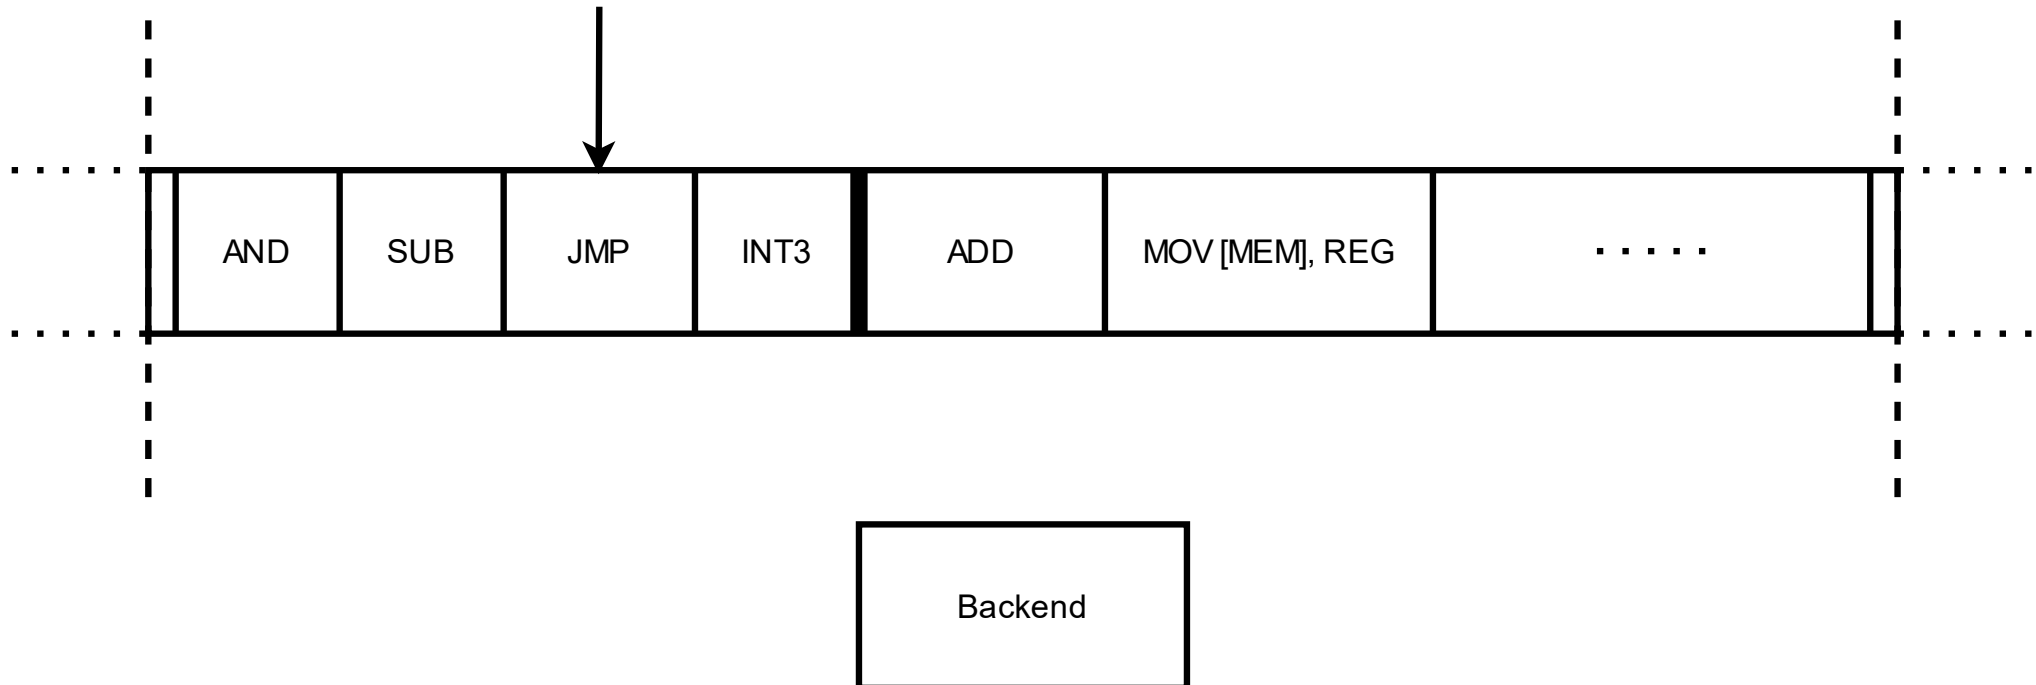 AND
SUB
JMP
INT3
ADD
MOV [MEM], REG
.....
Backend